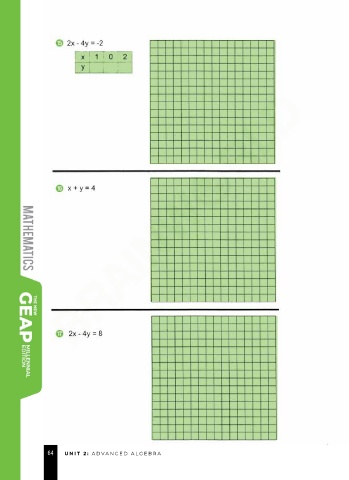 15 2x - 4y = -2
x 1 0 2
y
16 x + y = 4
17 2x - 4y = 6
MATHEMATICS
THE NEW
GEAP
MILLENNIAL
EDITION
64 UNIT 2: ADVANCED ALGEBRA